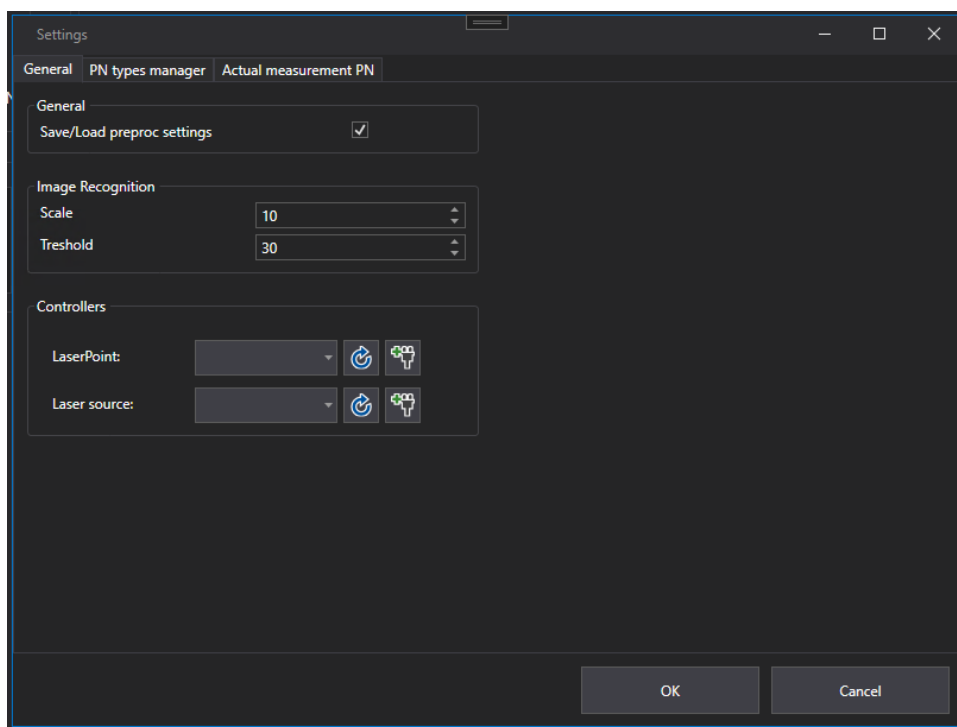 Settings
General PN types manager Actual measurement PN
General
Save/Load preproc settings
Image Recognition
Scale 10
Treshold 30
Controllers
LaserPoint:
Laser source:
OK Cancel